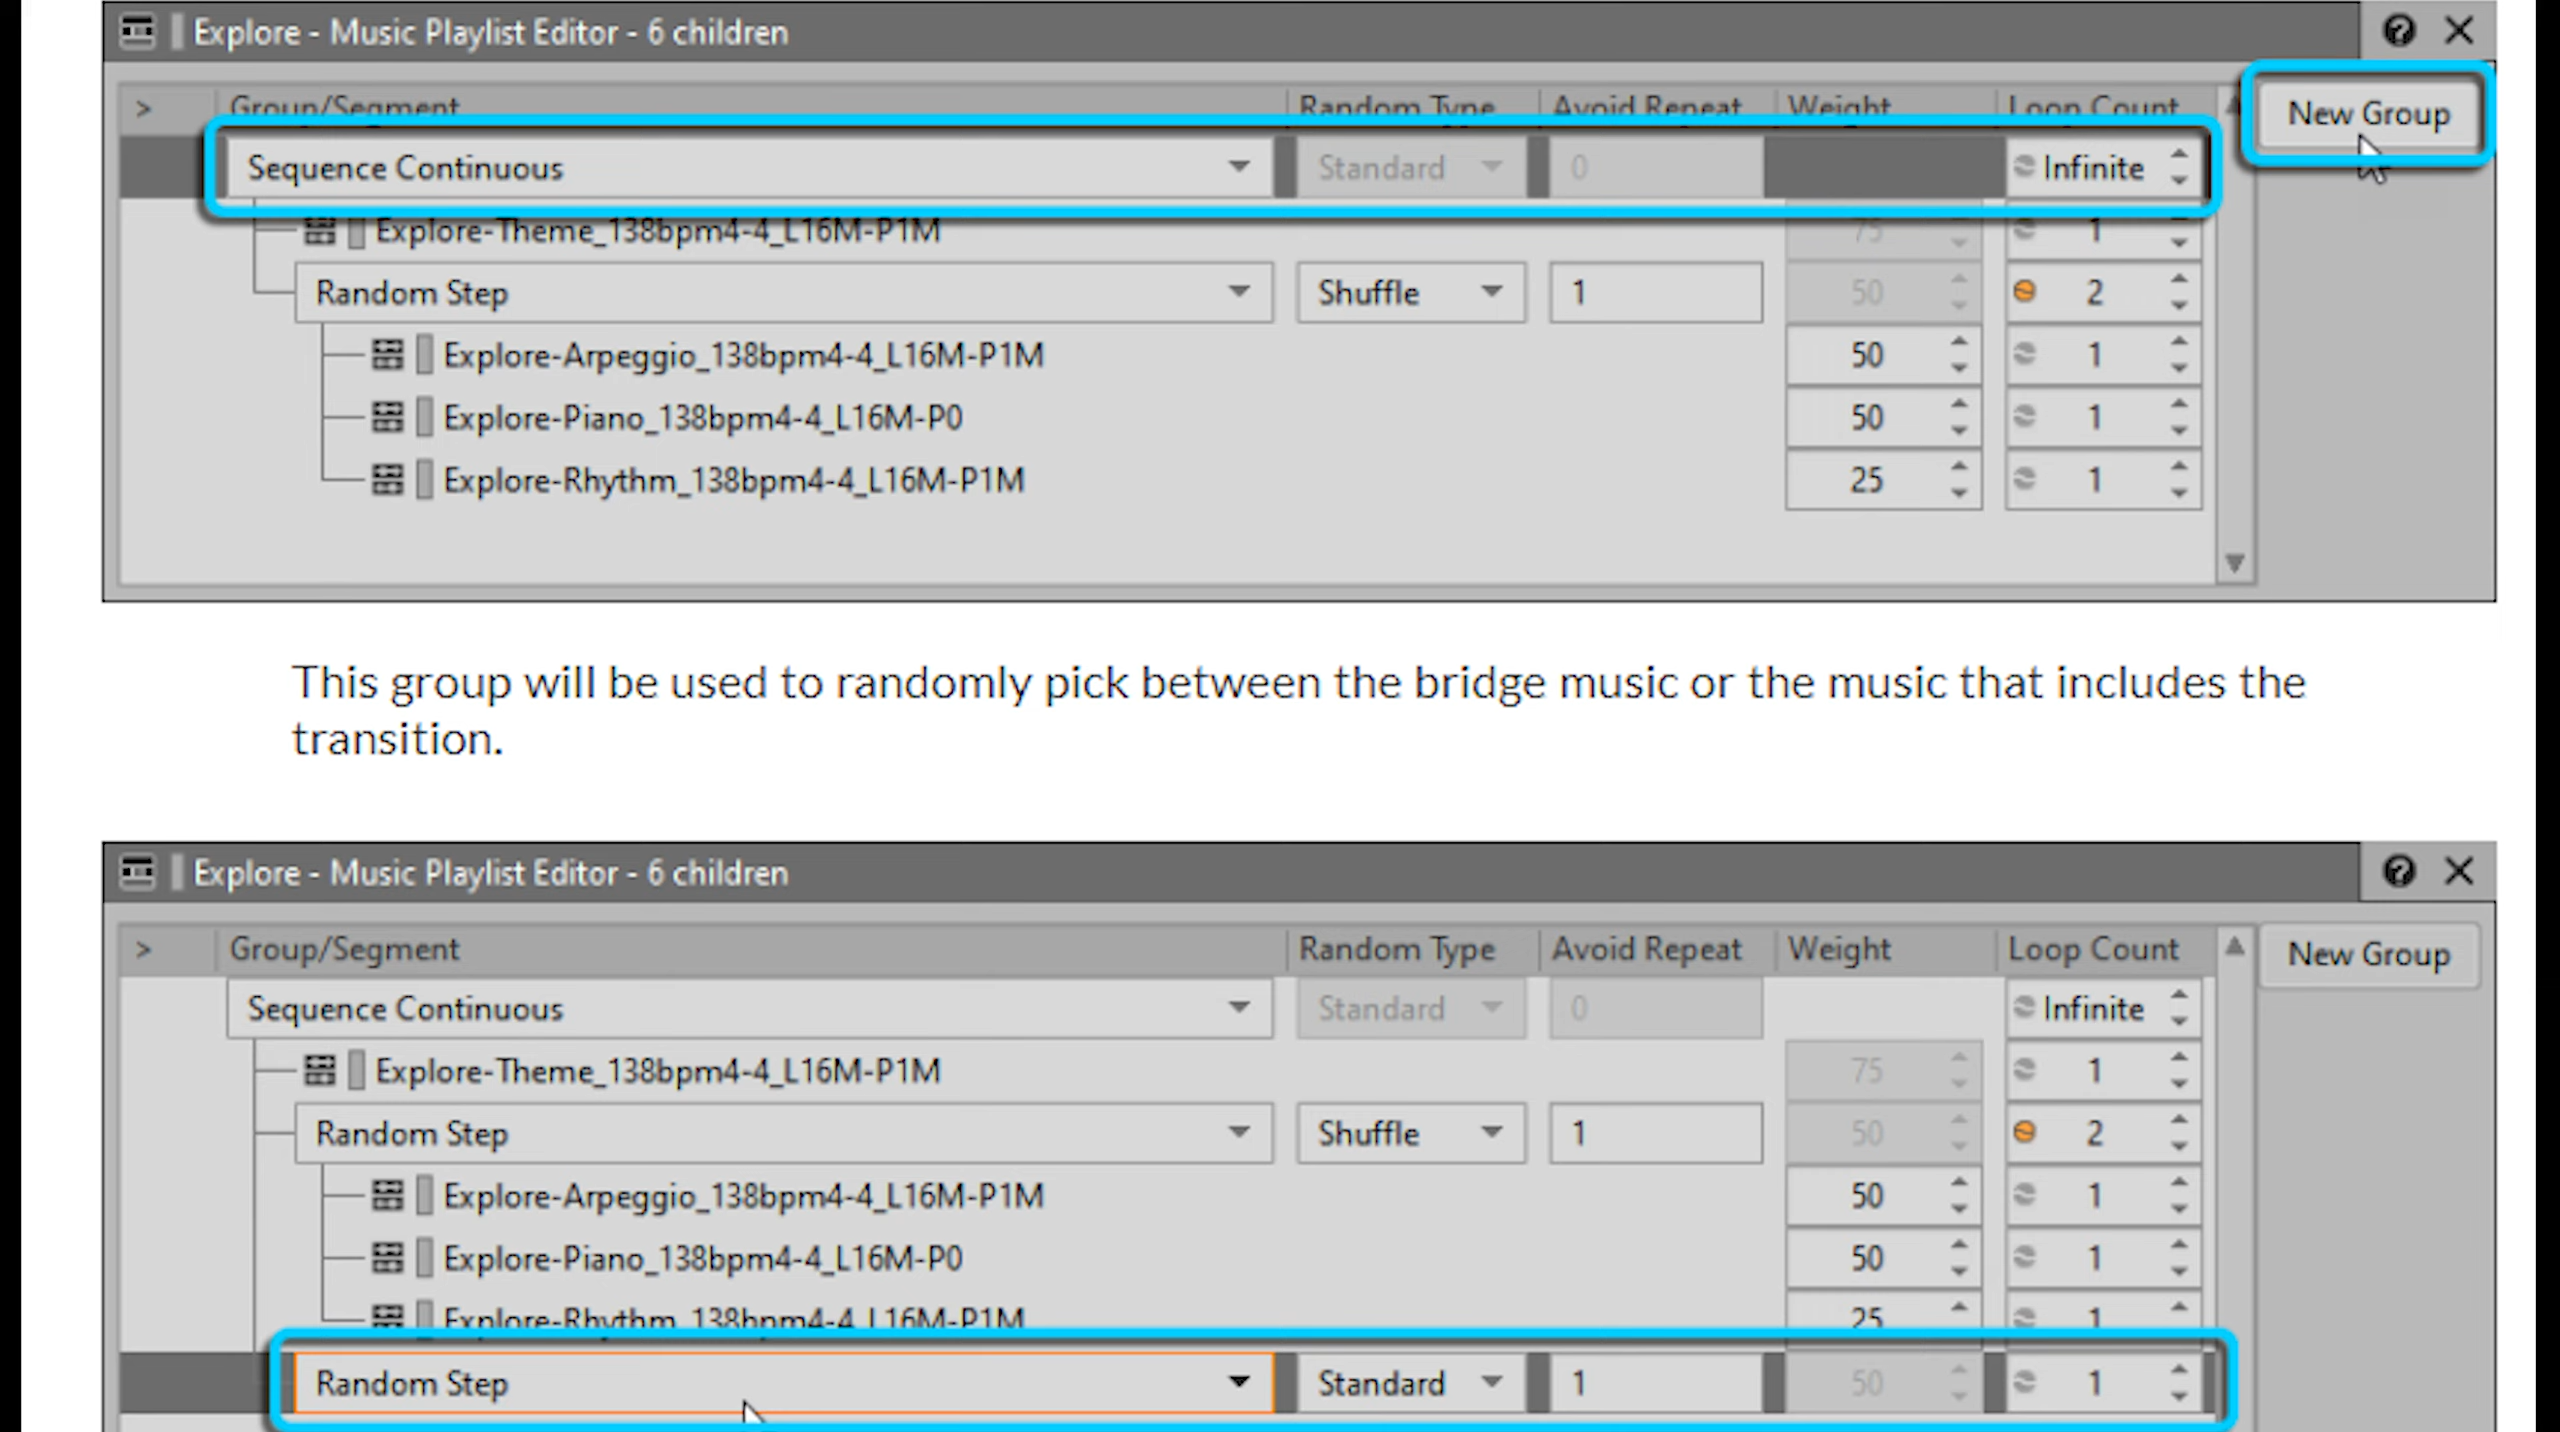 Explore - Music Playlist Editor - 6 children
> Group/Segment Random Type Avoid Repeat Weight Loop Count New Group
Sequence Continuous Standard 0 Infinite
Explore-Theme_138bpm4-4_L16M-P1M 75 1
Random Step Shuffle 1 50 2
Explore-Arpeggio_138bpm4-4_L16M-P1M 50 1
Explore-Piano_138bpm4-4_L16M-P0 50 1
Explore-Rhythm_138bpm4-4_L16M-P1M 25 1
This group will be used to randomly pick between the bridge music or the music that includes the
transition.
Explore - Music Playlist Editor - 6 children
> Group/Segment Random Type Avoid Repeat Weight Loop Count New Group
Sequence Continuous Standard 0 Infinite
Explore-Theme_138bpm4-4_L16M-P1M 75 1
Random Step Shuffle 1 50 2
Explore-Arpeggio_138bpm4-4_L16M-P1M 50 1
Explore-Piano_138bpm4-4_L16M-P0 50 1
Explore-Rhythm_138bpm4-4_L16M-P1M 25 1
Random Step Standard 1 50 1